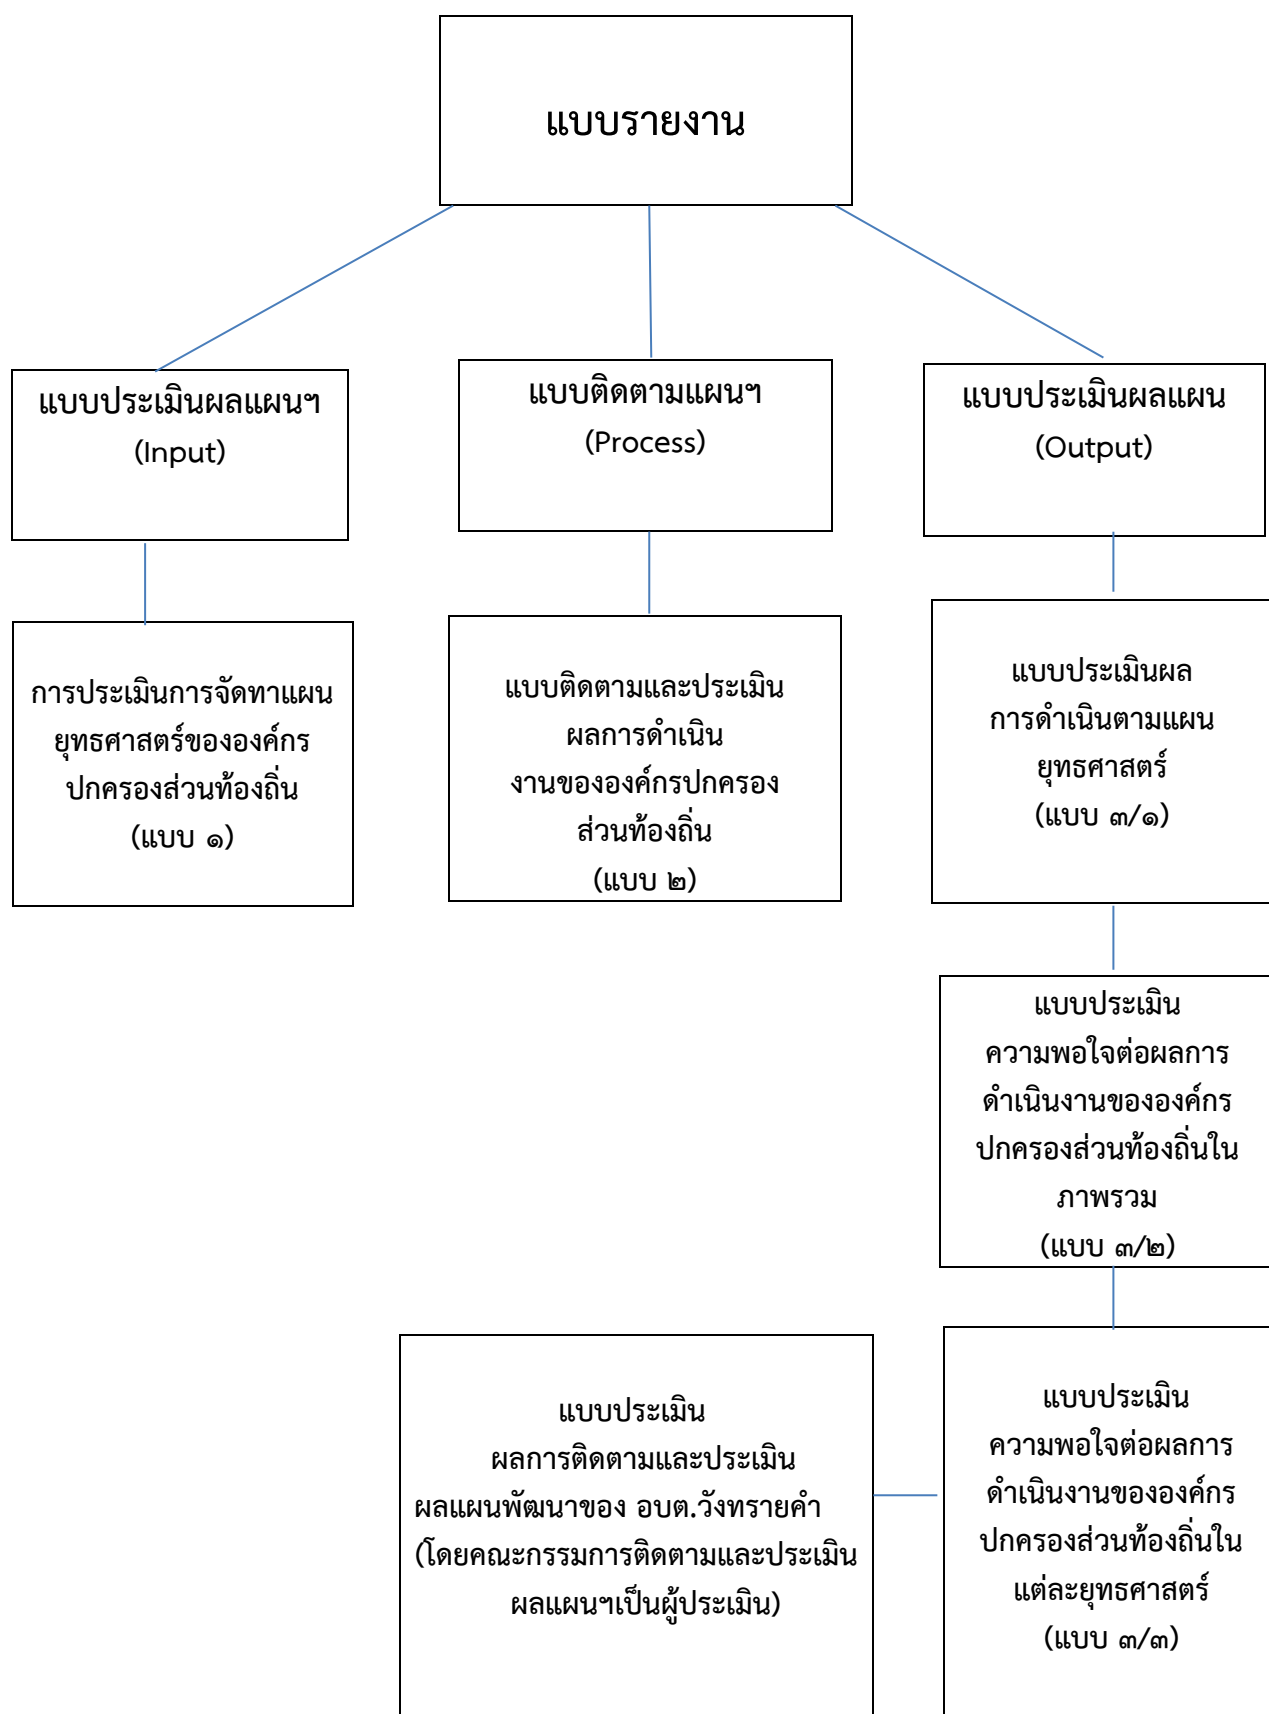 แบบรายงาน
แบบประเมินผลแผนฯ
(Input)
แบบติดตามแผนฯ
(Process)
แบบประเมินผลแผน
(Output)
การประเมินการจัดทาแผน
ยุทธศาสตร์ขององค์กร
ปกครองส่วนท้องถิ่น
(แบบ ๑)
แบบติดตามและประเมิน
ผลการดำเนิน
งานขององค์กรปกครอง
ส่วนท้องถิ่น
(แบบ ๒)
แบบประเมินผล
การดำเนินตามแผน
ยุทธศาสตร์
(แบบ ๓/๑)
แบบประเมิน
ความพอใจต่อผลการ
ดำเนินงานขององค์กร
ปกครองส่วนท้องถิ่นใน
ภาพรวม
(แบบ ๓/๒)
แบบประเมิน
ผลการติดตามและประเมิน
ผลแผนพัฒนาของ อบต.วังทรายคำ
(โดยคณะกรรมการติดตามและประเมิน
ผลแผนฯเป็นผู้ประเมิน)
แบบประเมิน
ความพอใจต่อผลการ
ดำเนินงานขององค์กร
ปกครองส่วนท้องถิ่นใน
แต่ละยุทธศาสตร์
(แบบ ๓/๓)